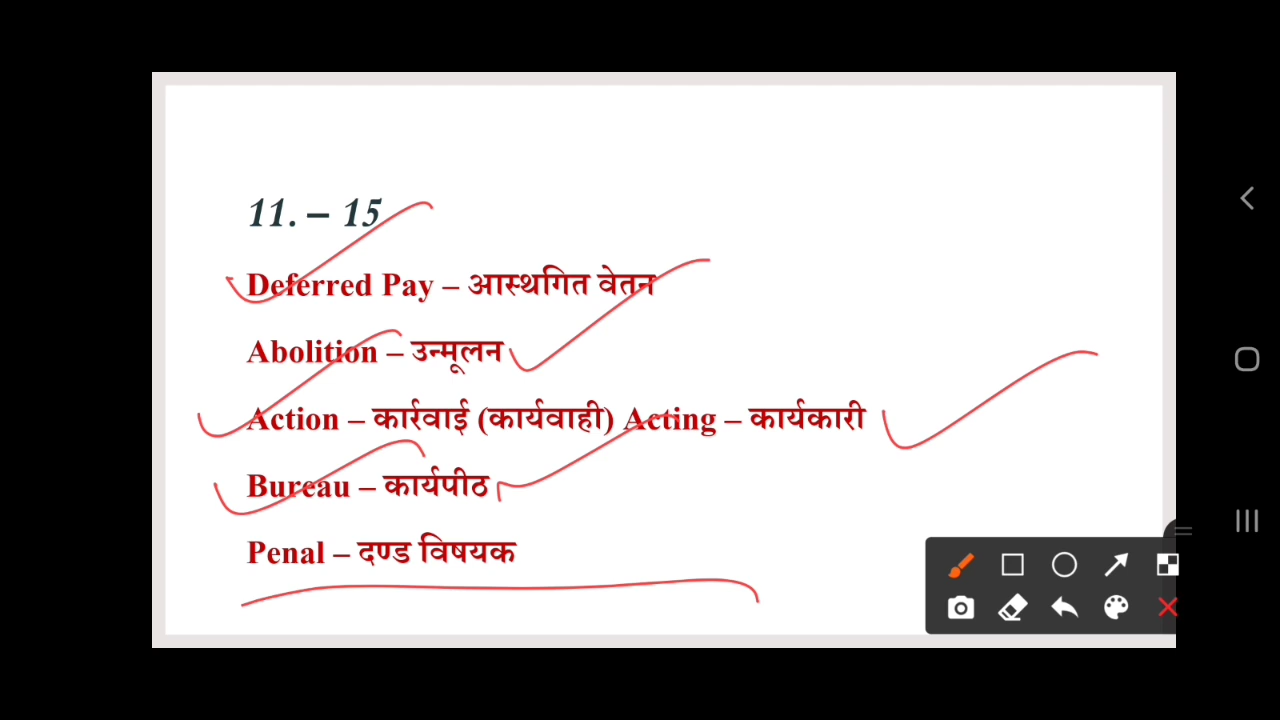 11. – 15
Deferred Pay – आस्थगित वेतन
Abolition – उन्मूलन
Action – कार्रवाई (कार्यवाही) Acting – कार्यकारी
Bureau – कार्यपीठ
Penal – दण्ड विषयक